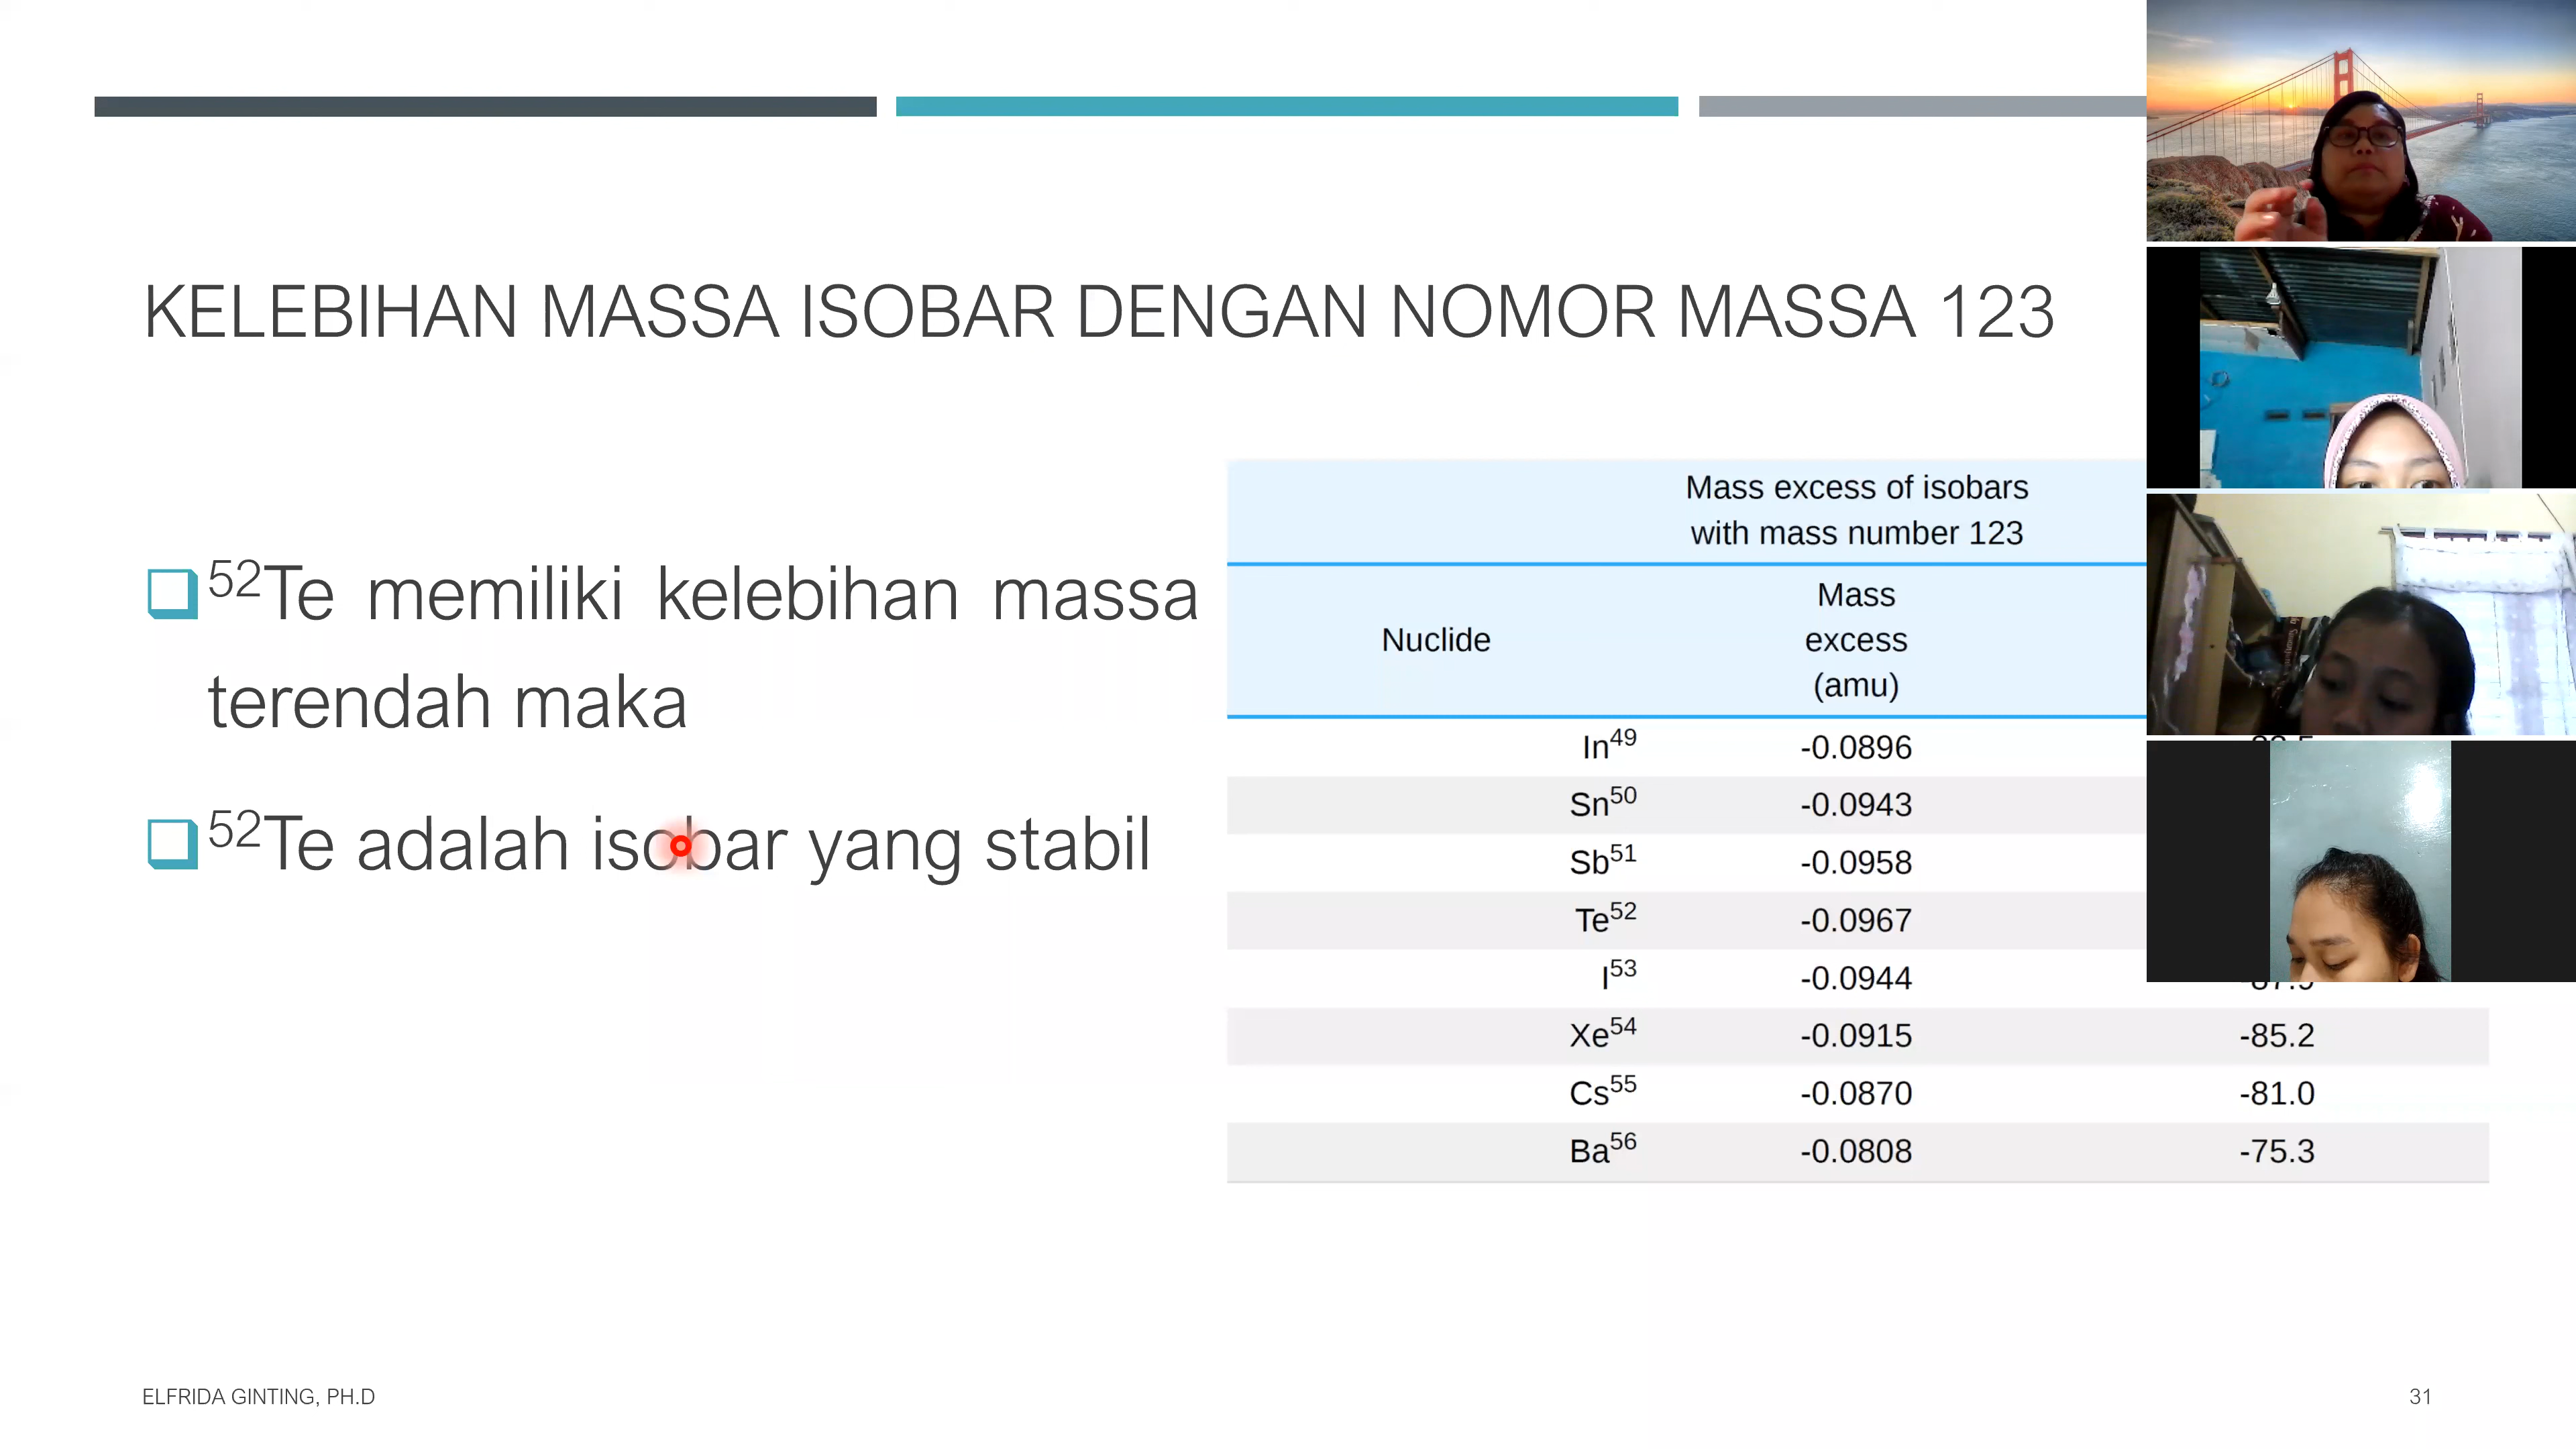 KELEBIHAN MASSA ISOBAR DENGAN NOMOR MASSA 123
❑⁵²Te memiliki kelebihan massa
terendah maka
❑⁵²Te adalah isobar yang stabil
Mass excess of isobars
with mass number 123
Nuclide
Mass
excess
(amu)
In⁴⁹ -0.0896
Sn⁵⁰ -0.0943
Sb⁵¹ -0.0958
Te⁵² -0.0967
I⁵³ -0.0944
Xe⁵⁴ -0.0915 -85.2
Cs⁵⁵ -0.0870 -81.0
Ba⁵⁶ -0.0808 -75.3
ELFRIDA GINTING, PH.D
31